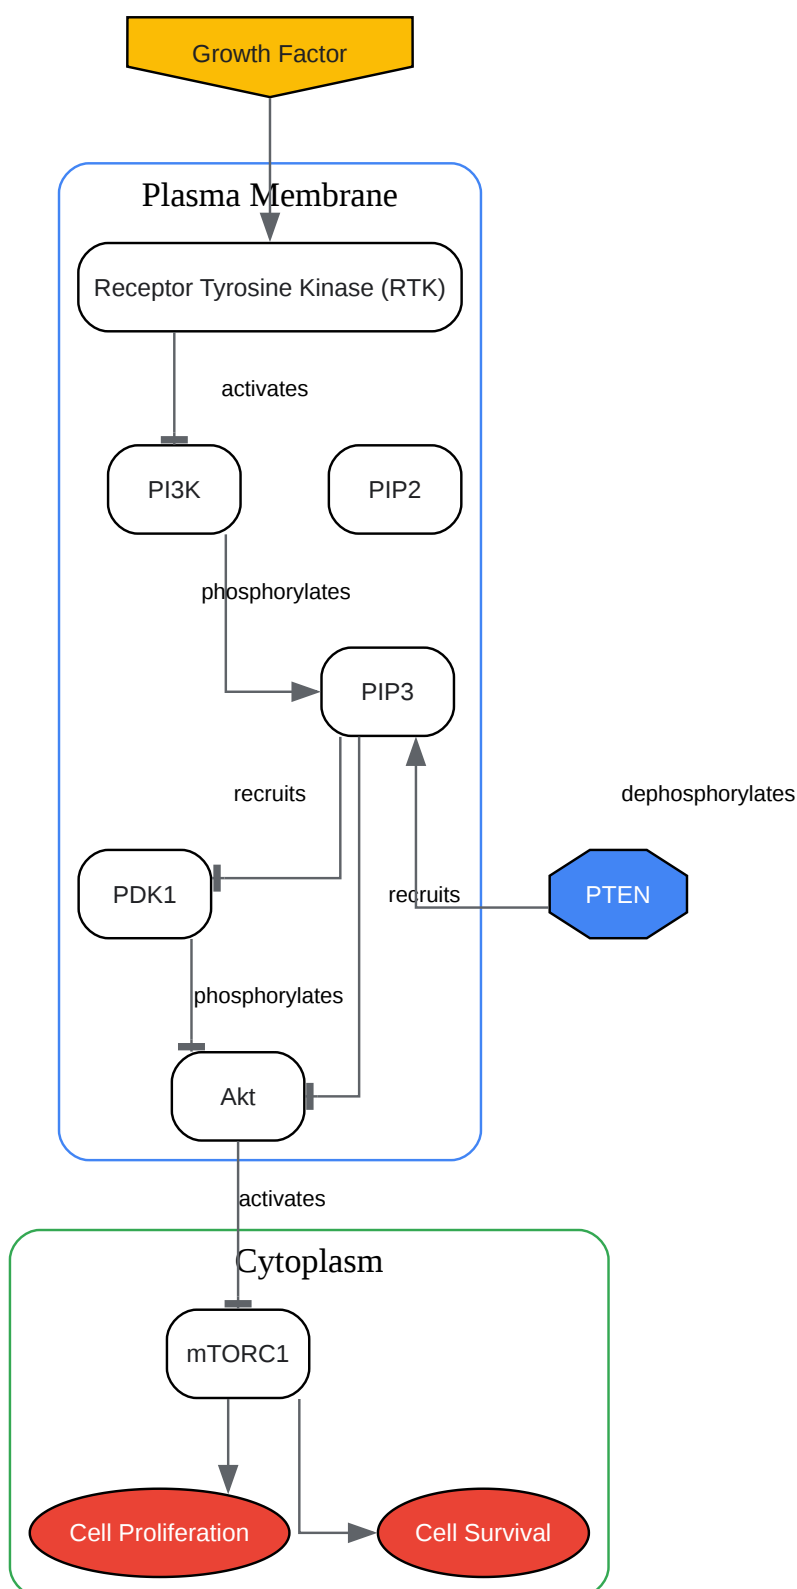 Growth Factor
Plasma Membrane
Receptor Tyrosine Kinase (RTK)
activates
PI3K
PIP2
phosphorylates
PIP3
recruits
dephosphorylates
PDK1
recruits
PTEN
phosphorylates
Akt
activates
Cytoplasm
mTORC1
Cell Proliferation
Cell Survival